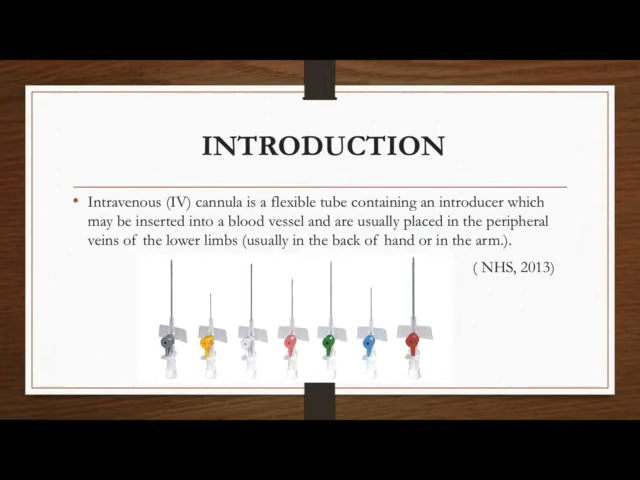 INTRODUCTION
• Intravenous (IV) cannula is a flexible tube containing an introducer which
may be inserted into a blood vessel and are usually placed in the peripheral
veins of the lower limbs (usually in the back of hand or in the arm.).
( NHS, 2013)